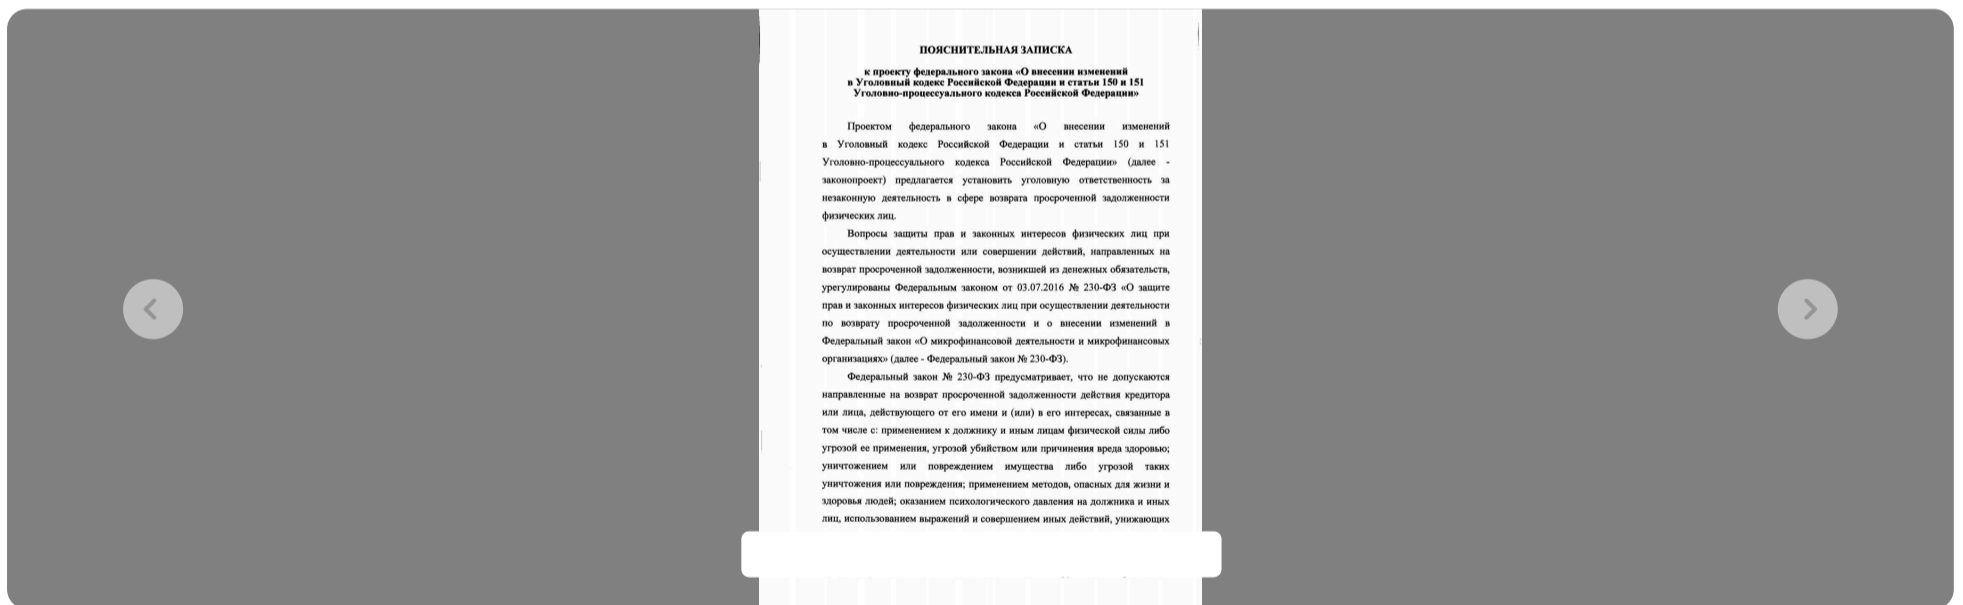 ПОЯСНИТЕЛЬНАЯ ЗАПИСКА
к проекту федерального закона «О внесении изменений
в Уголовный кодекс Российской Федерации и статьи 150 и 151
Уголовно-процессуального кодекса Российской Федерации»
Проектом федерального закона «О внесении изменений
в Уголовный кодекс Российской Федерации и статьи 150 и 151
Уголовно-процессуального кодекса Российской Федерации» (далее -
законопроект) предлагается установить уголовную ответственность за
незаконную деятельность в сфере возврата просроченной задолженности
физических лиц.
Вопросы защиты прав и законных интересов физических лиц при
осуществлении деятельности или совершении действий, направленных на
возврат просроченной задолженности, возникшей из денежных обязательств,
урегулированы Федеральным законом от 03.07.2016 № 230-ФЗ «О защите
прав и законных интересов физических лиц при осуществлении деятельности
по возврату просроченной задолженности и о внесении изменений в
Федеральный закон «О микрофинансовой деятельности и микрофинансовых
организациях» (далее - Федеральный закон № 230-ФЗ).
Федеральный закон № 230-ФЗ предусматривает, что не допускаются
направленные на возврат просроченной задолженности действия кредитора
или лица, действующего от его имени и (или) в его интересах, связанные в
том числе с: применением к должнику и иным лицам физической силы либо
угрозой ее применения, угрозой убийством или причинения вреда здоровью;
уничтожением или повреждением имущества либо угрозой таких
уничтожения или повреждения; применением методов, опасных для жизни и
здоровья людей; оказанием психологического давления на должника и иных
лиц, использованием выражений и совершением иных действий, унижающих